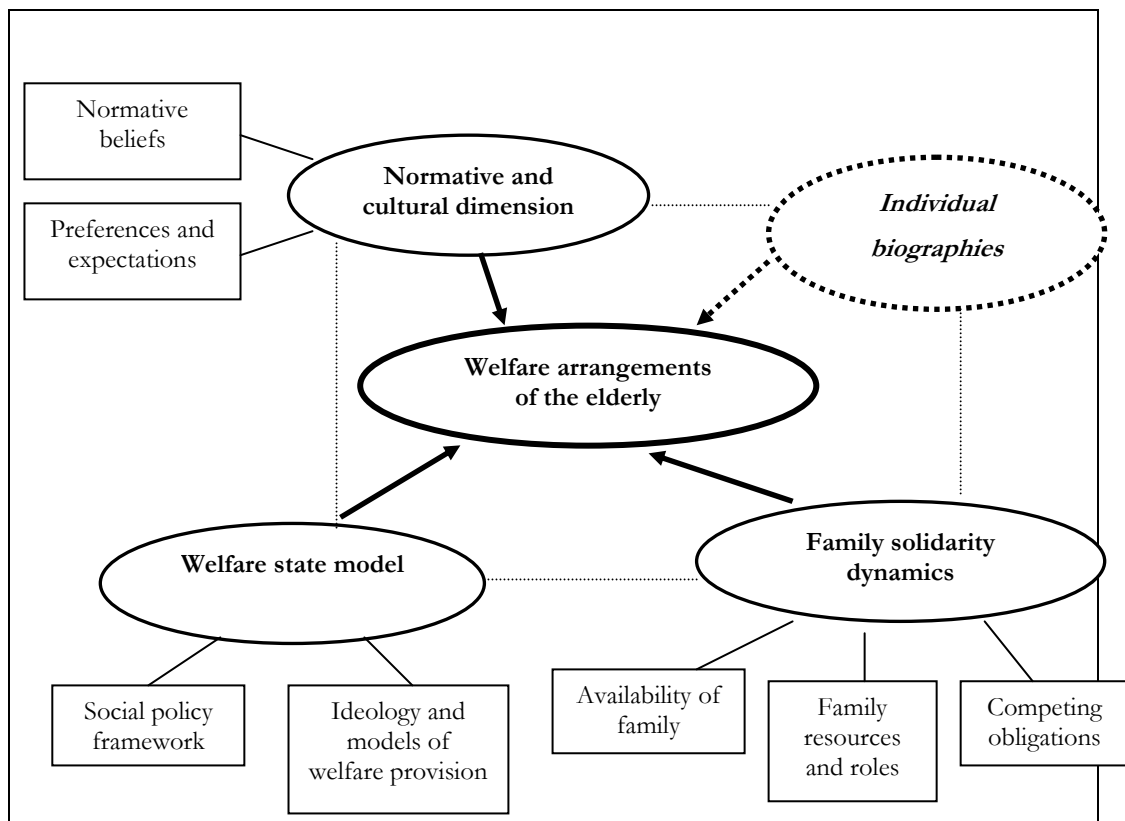 Normative
beliefs
Preferences and
expectations
Normative and
cultural dimension
Individual
biographies
Welfare arrangements
of the elderly
Welfare state model
Family solidarity
dynamics
Social policy
framework
Ideology and
models of
welfare provision
Availability of
family
Family
resources
and roles
Competing
obligations